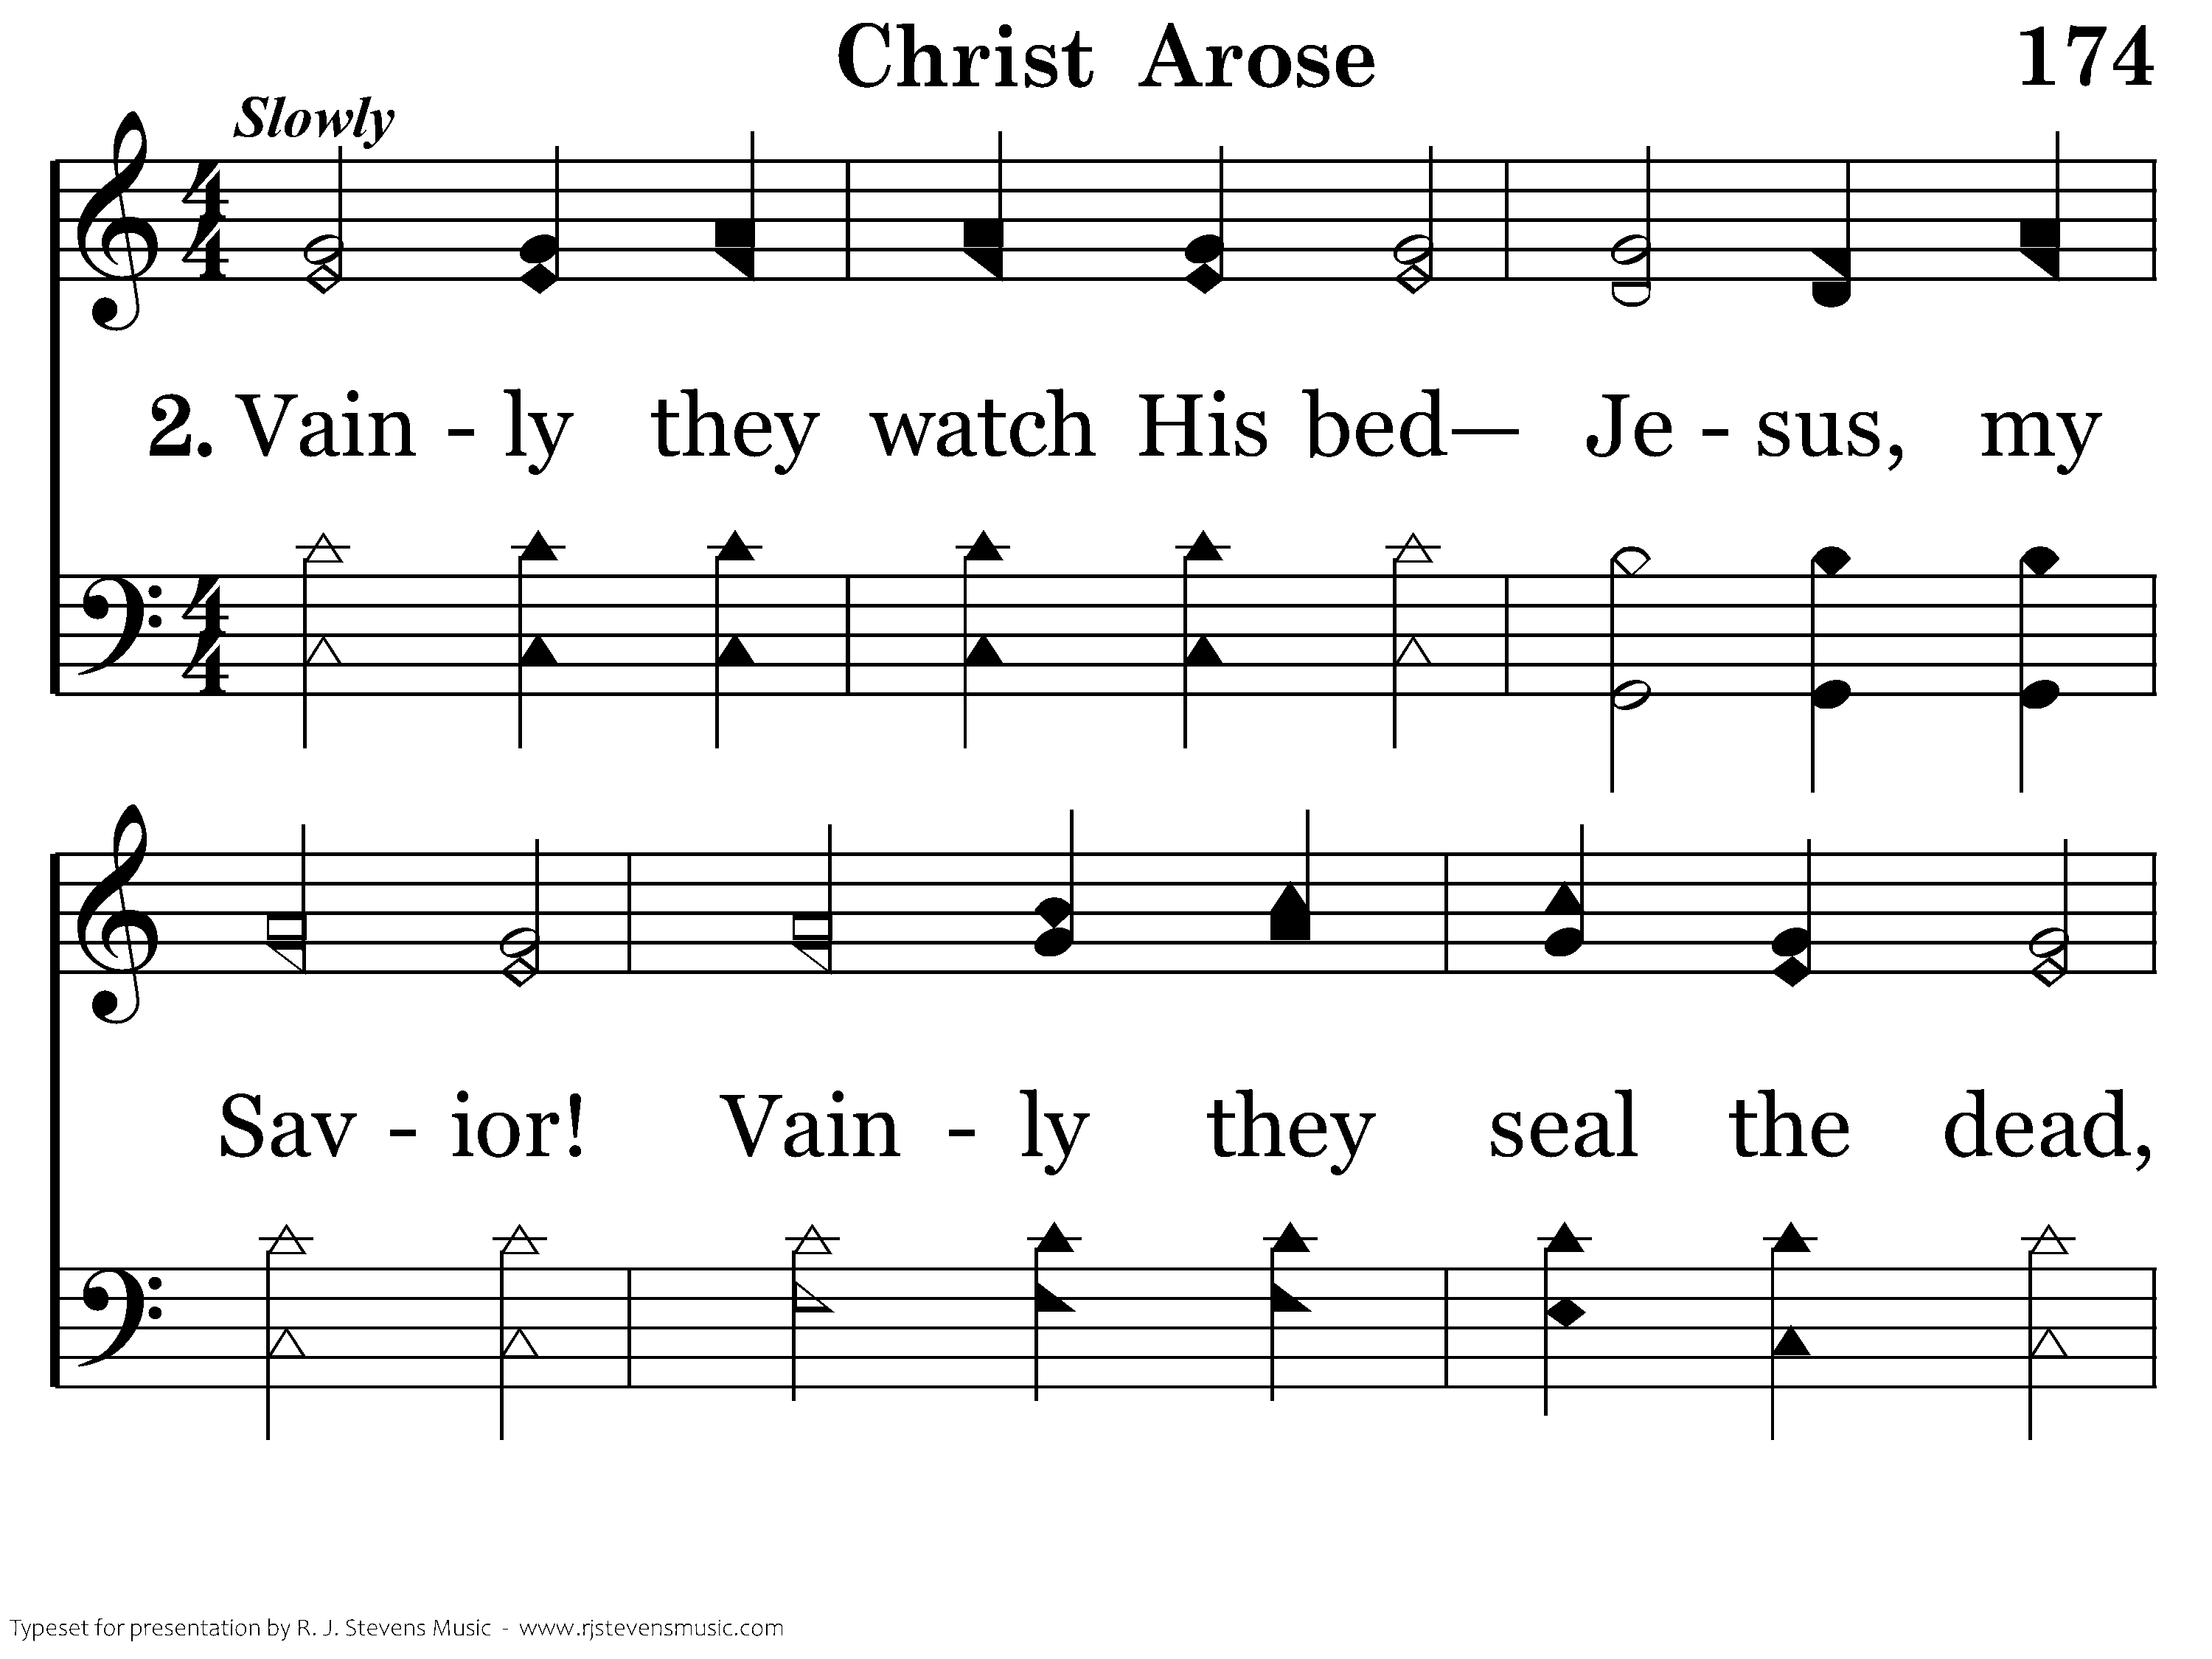 Christ Arose 174
Slowly
2. Vain - ly they watch His bed— Je - sus, my
Sav - ior! Vain - ly they seal the dead,
Typeset for presentation by R. J. Stevens Music - www.rjstevensmusic.com